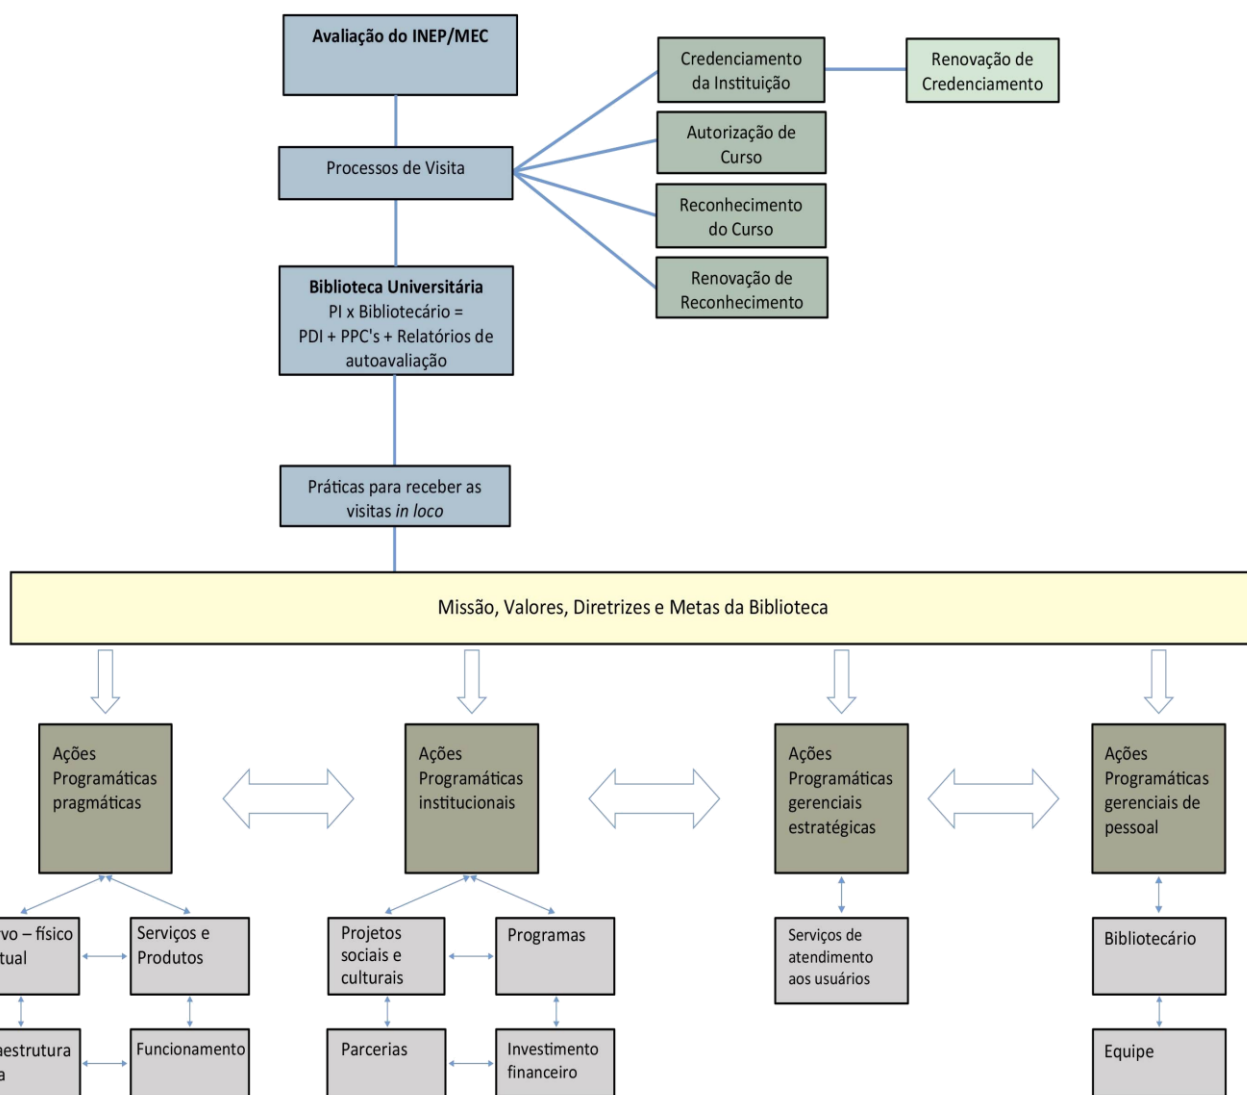 Avaliação do INEP/MEC
Credenciamento
da Instituição
Renovação de
Credenciamento
Autorização de
Curso
Processos de Visita
Reconhecimento
do Curso
Renovação de
Reconhecimento
Biblioteca Universitária
PI x Bibliotecário =
PDI + PPC's + Relatórios de
autoavaliação
Práticas para receber as
visitas in loco
Missão, Valores, Diretrizes e Metas da Biblioteca
Ações
Programáticas
pragmáticas
Ações
Programáticas
institucionais
Ações
Programáticas
gerenciais
estratégicas
Ações
Programáticas
gerenciais de
pessoal
– físico
Serviços e
Produtos
Projetos
sociais e
culturais
Programas
Serviços de
atendimento
aos usuários
Bibliotecário
Funcionamento
Parcerias
Investimento
financeiro
Equipe